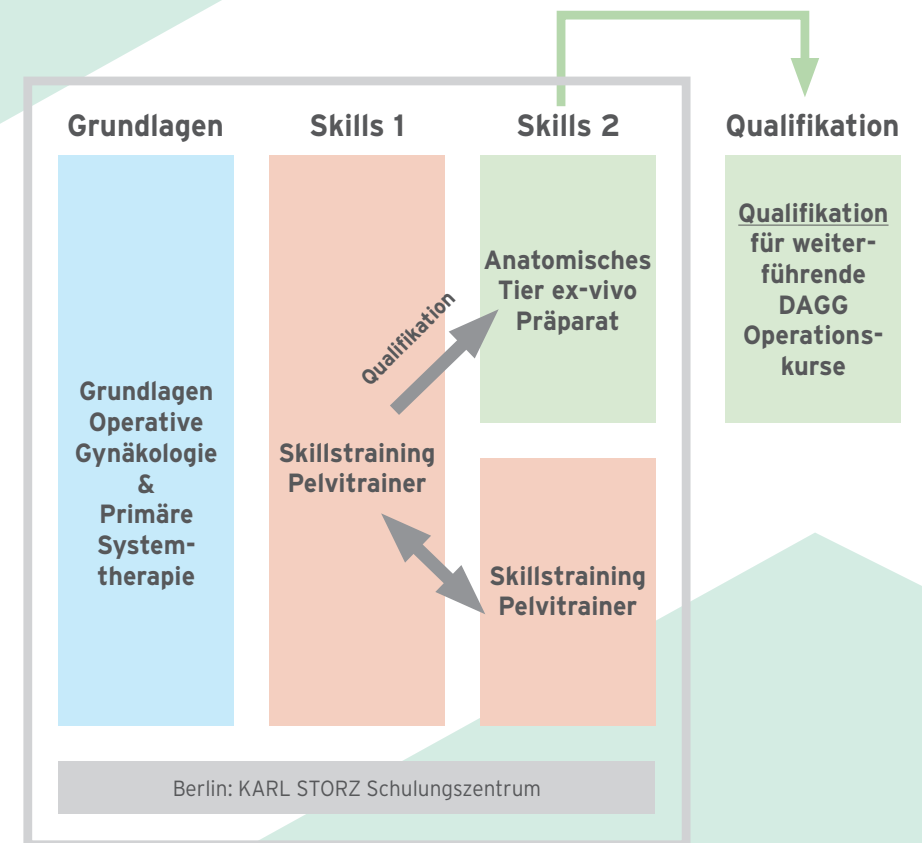 Grundlagen
Skills 1
Skills 2
Qualifikation
Grundlagen
Operative
Gynäkologie
&
Primäre
System-
therapie
Skillstraining
Pelvitrainer
Qualifikation
Anatomisches
Tier ex-vivo
Präparat
Skillstraining
Pelvitrainer
Qualifikation
für weiter-
führende
DAGG
Operations-
kurse
Berlin: KARL STORZ Schulungszentrum